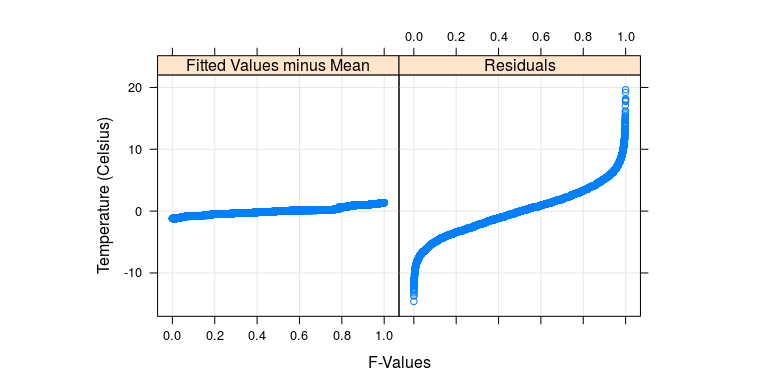 0.0 0.2 0.4 0.6 0.8 1.0
Fitted Values minus Mean
Residuals
Temperature (Celsius)
20
10
0
-10
0.0 0.2 0.4 0.6 0.8 1.0
F-Values